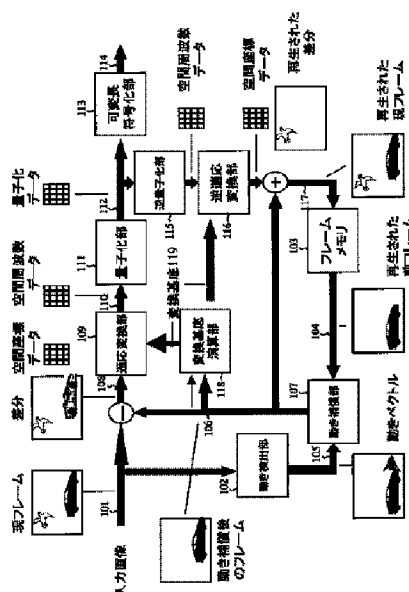 現フレーム
差分
空間座標
データ
空間周波数
データ
量子化
データ
入力画像
101
108
109
適応変換部
110
111
量子化部
112
113
可変長
符号化部
114
115
逆量子化部
空間周波数
データ
116
逆適応
変換部
空間座標
データ
再生された
差分
変換基底119
118
変換基底
演算部
106
動き補償後
のフレーム
102
動き検出部
105
動きベクトル
107
動き補償部
104
再生された
前フレーム
103
フレーム
メモリ
117
再生された
現フレーム